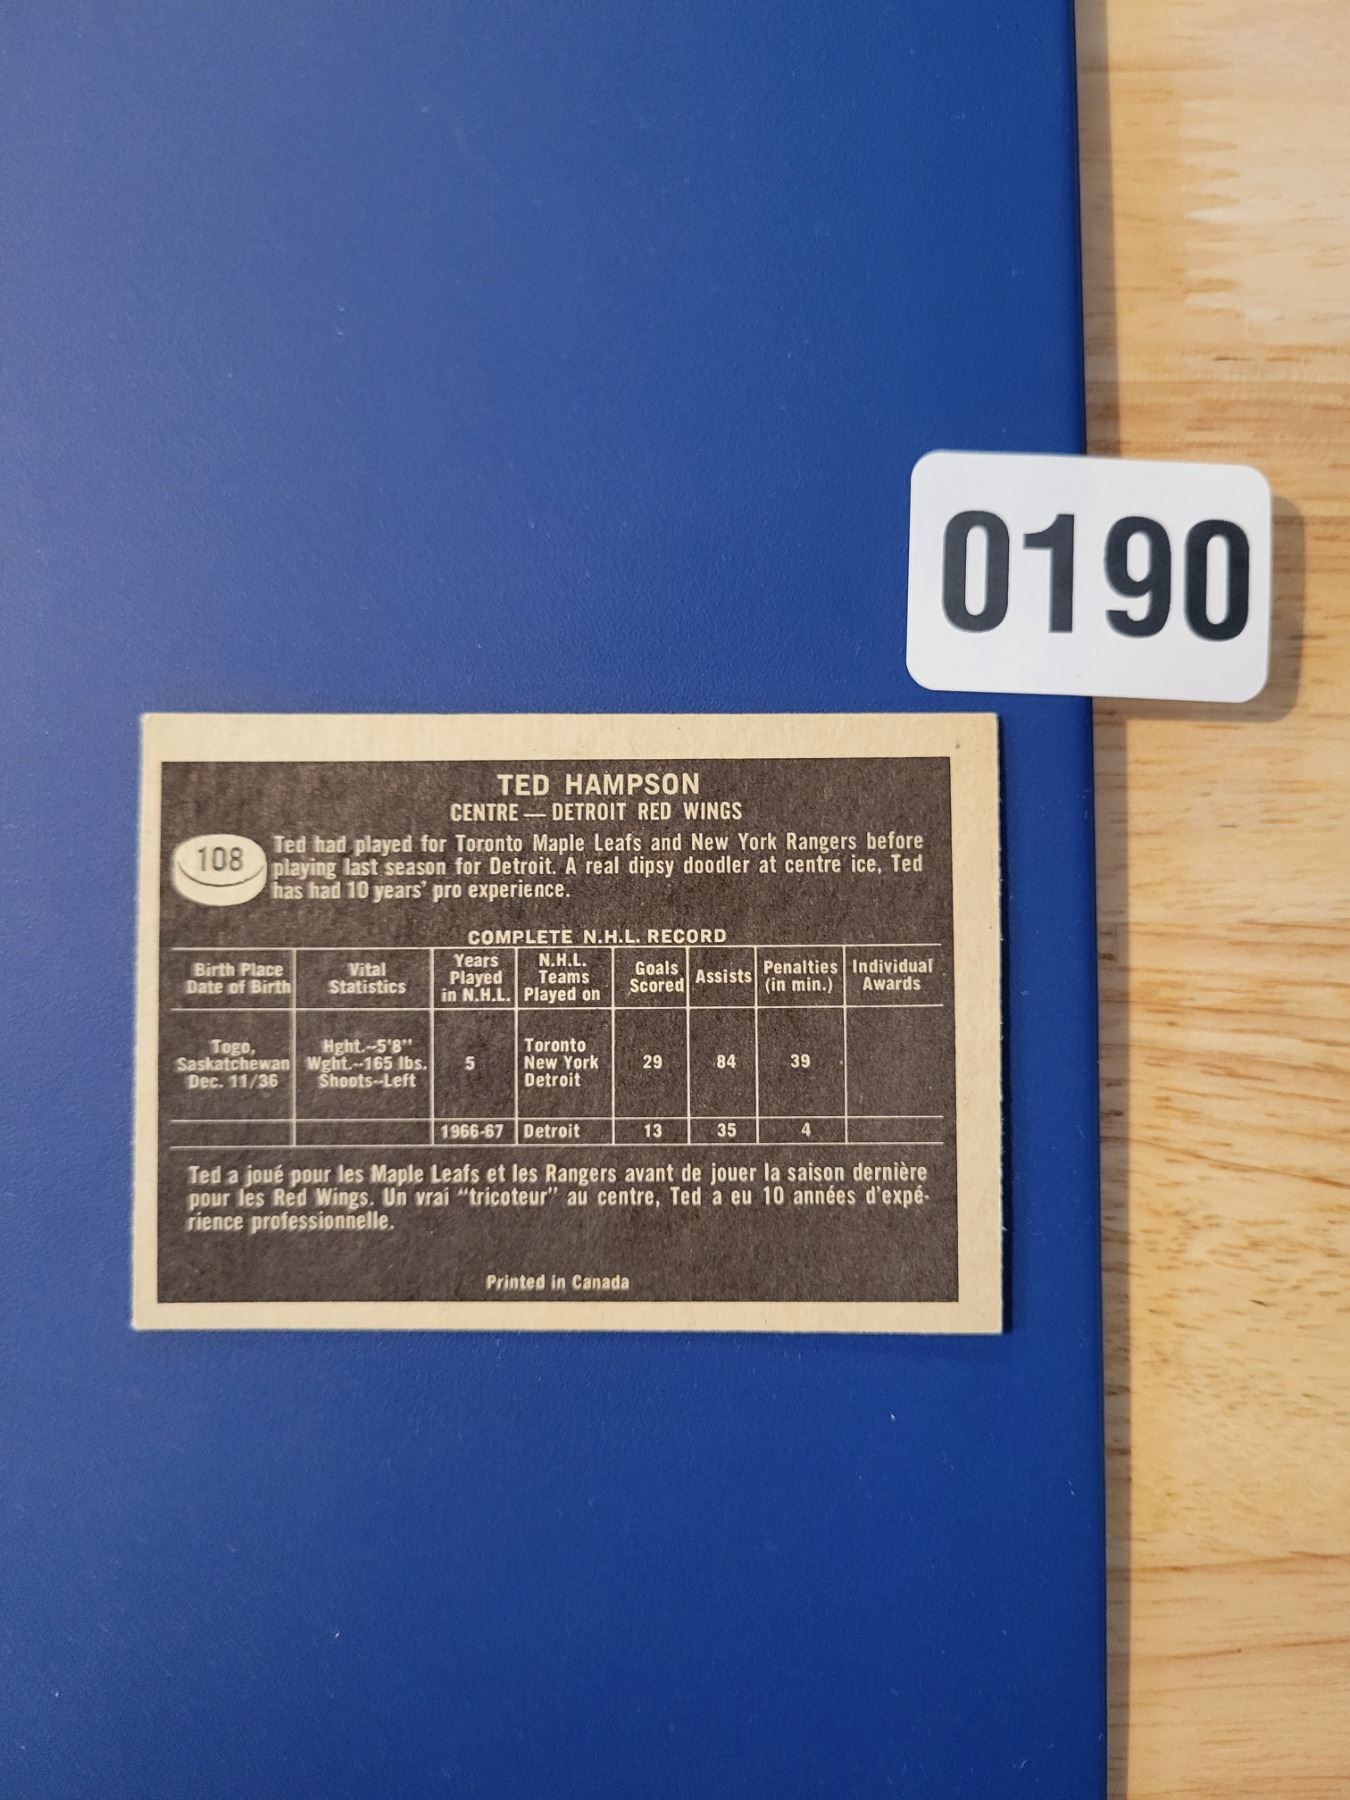 0190
TED HAMPSON
CENTRE — DETROIT RED WINGS
108
Ted had played for Toronto Maple Leafs and New York Rangers before
playing last season for Detroit. A real dipsy doodler at centre ice, Ted
has had 10 years' pro experience.
COMPLETE N.H.L. RECORD
Birth Place
Date of Birth
Vital
Statistics
Years
Played
in N.H.L.
N.H.L.
Teams
Played on
Goals
Scored
Assists
Penalties
(in min.)
Individual
Awards
Togo,
Saskatchewan
Dec. 11/36
Hght.--5'8"
Wght.--165 lbs.
Shoots--Left
5
Toronto
New York
Detroit
29
84
39
1966-67
Detroit
13
35
4
Ted a joué pour les Maple Leafs et les Rangers avant de jouer la saison dernière
pour les Red Wings. Un vrai "tricoteur" au centre, Ted a eu 10 années d'expé-
rience professionnelle.
Printed in Canada